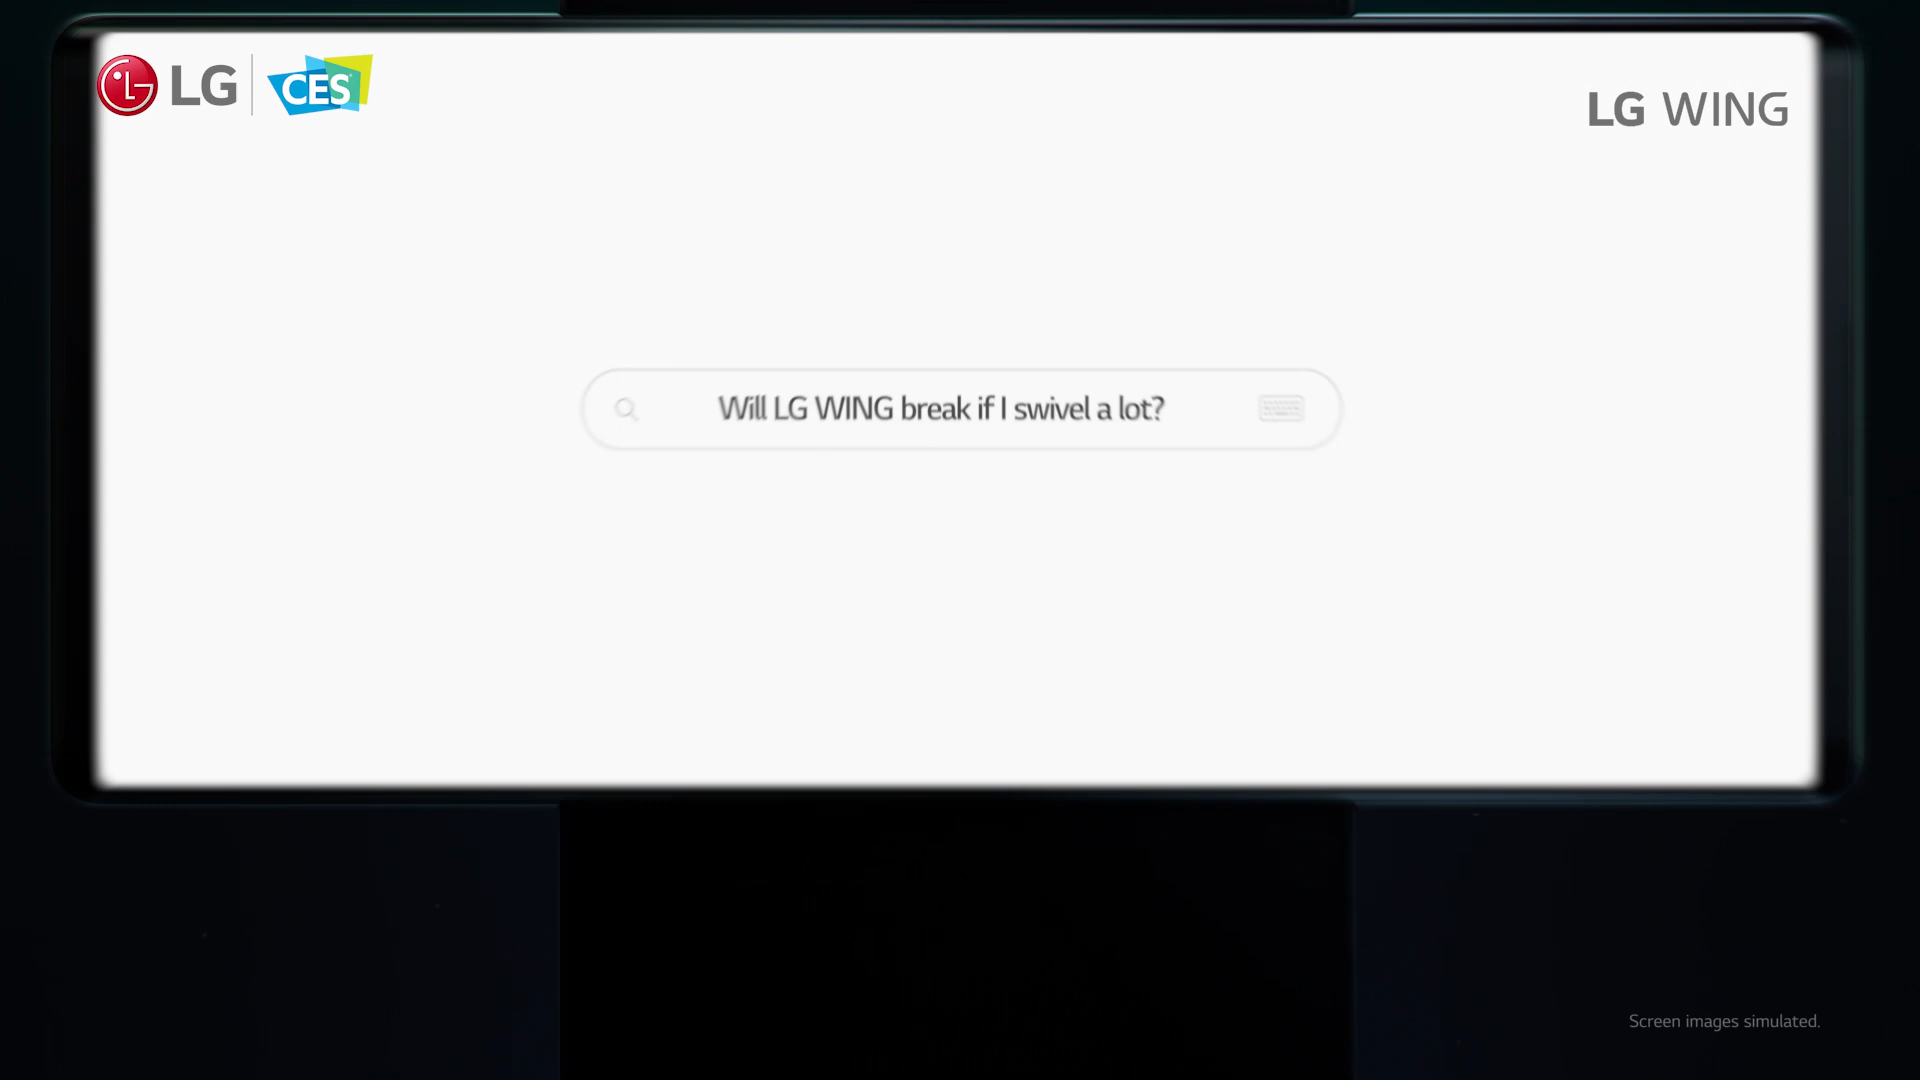 LG CES
LG WING
Will LG WING break if I swivel a lot?
Screen images simulated.